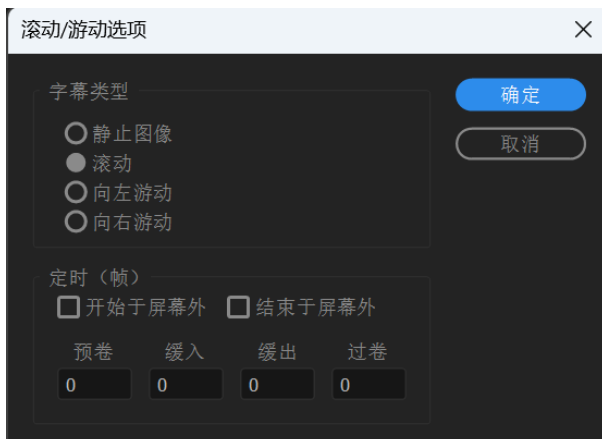 滚动/游动选项
字幕类型
静止图像
滚动
向左游动
向右游动
确定
取消
定时（帧）
开始于屏幕外 结束于屏幕外
预卷 缓入 缓出 过卷
0 0 0 0